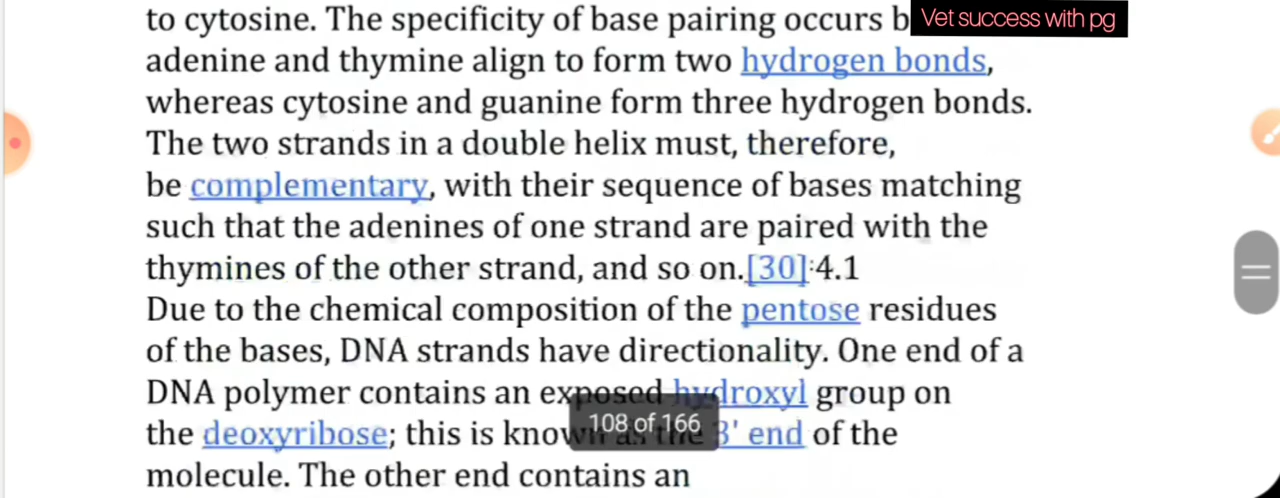 to cytosine. The specificity of base pairing occurs b
Vet success with pg
adenine and thymine align to form two hydrogen bonds,
whereas cytosine and guanine form three hydrogen bonds.
The two strands in a double helix must, therefore,
be complementary, with their sequence of bases matching
such that the adenines of one strand are paired with the
thymines of the other strand, and so on.[30]:4.1
Due to the chemical composition of the pentose residues
of the bases, DNA strands have directionality. One end of a
DNA polymer contains an exposed hydroxyl group on
108 of 166
the deoxyribose; this is known as the 3' end of the
molecule. The other end contains an